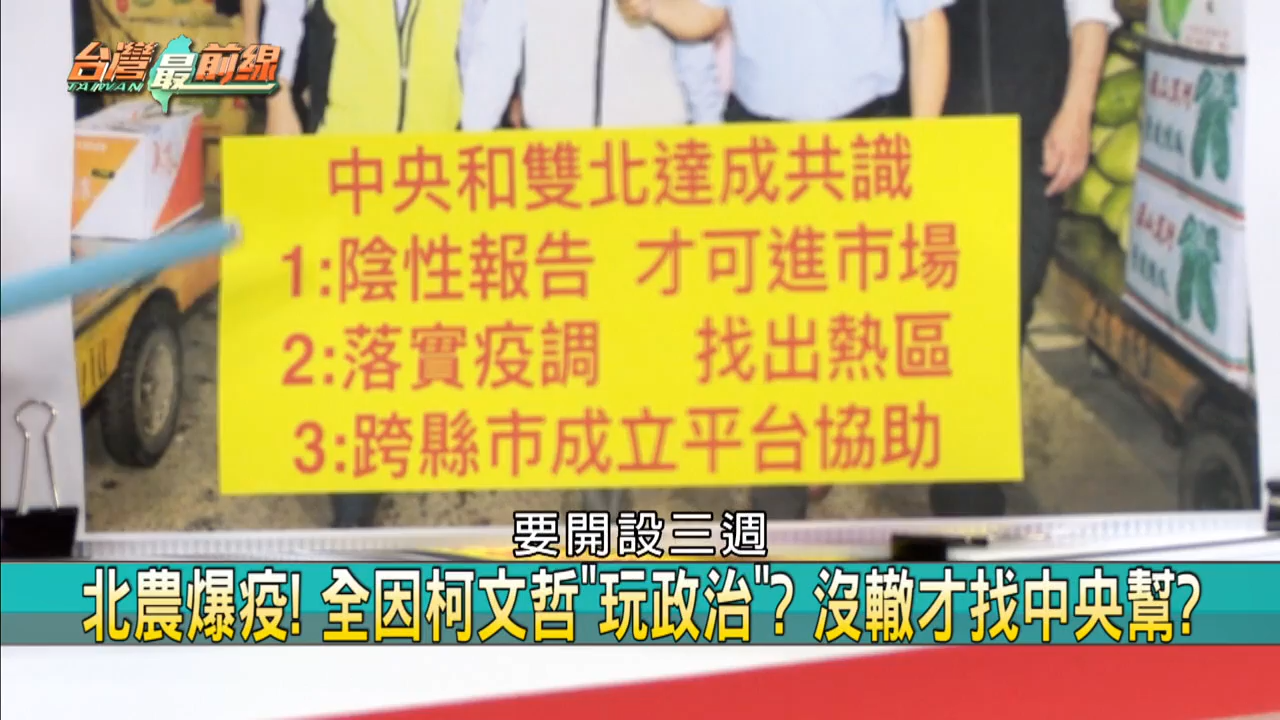 台灣最前線
TAIWAN
中央和雙北達成共識
1:陰性報告 才可進市場
2:落實疫調 找出熱區
3:跨縣市成立平台協助
要開設三週
北農爆疫! 全因柯文哲"玩政治"? 沒轍才找中央幫?